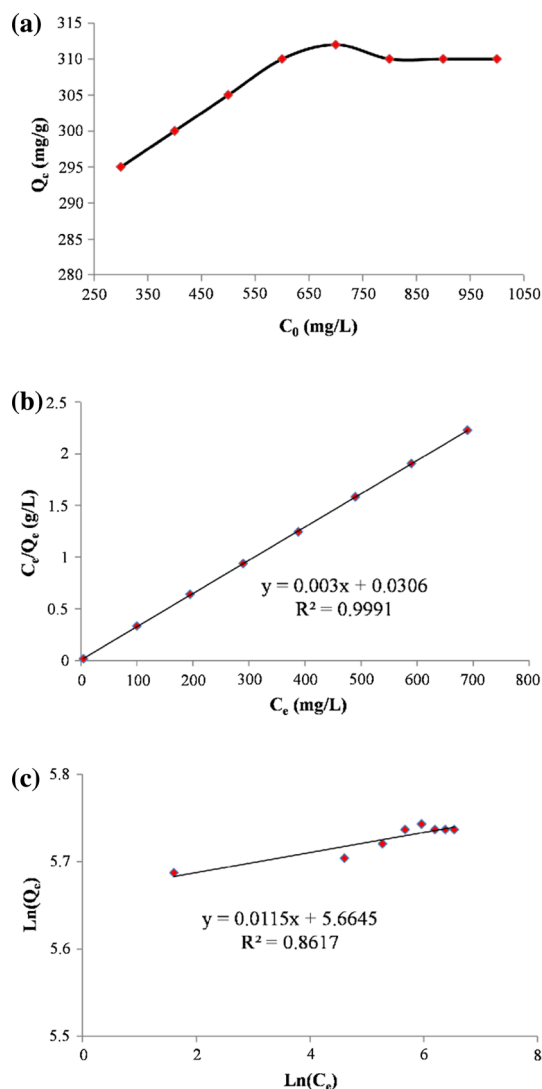 (a)
315
310
305
300
295
290
285
280
Qe (mg/g)
250 350 450 550 650 750 850 950 1050
C0 (mg/L)
(b)
2.5
2
1.5
1
0.5
0
Ce/Qe (g/L)
y = 0.003x + 0.0306
R² = 0.9991
0 100 200 300 400 500 600 700 800
Ce (mg/L)
(c)
5.8
5.7
5.6
5.5
Ln(Qe)
y = 0.0115x + 5.6645
R² = 0.8617
0 2 4 6 8
Ln(Ce)